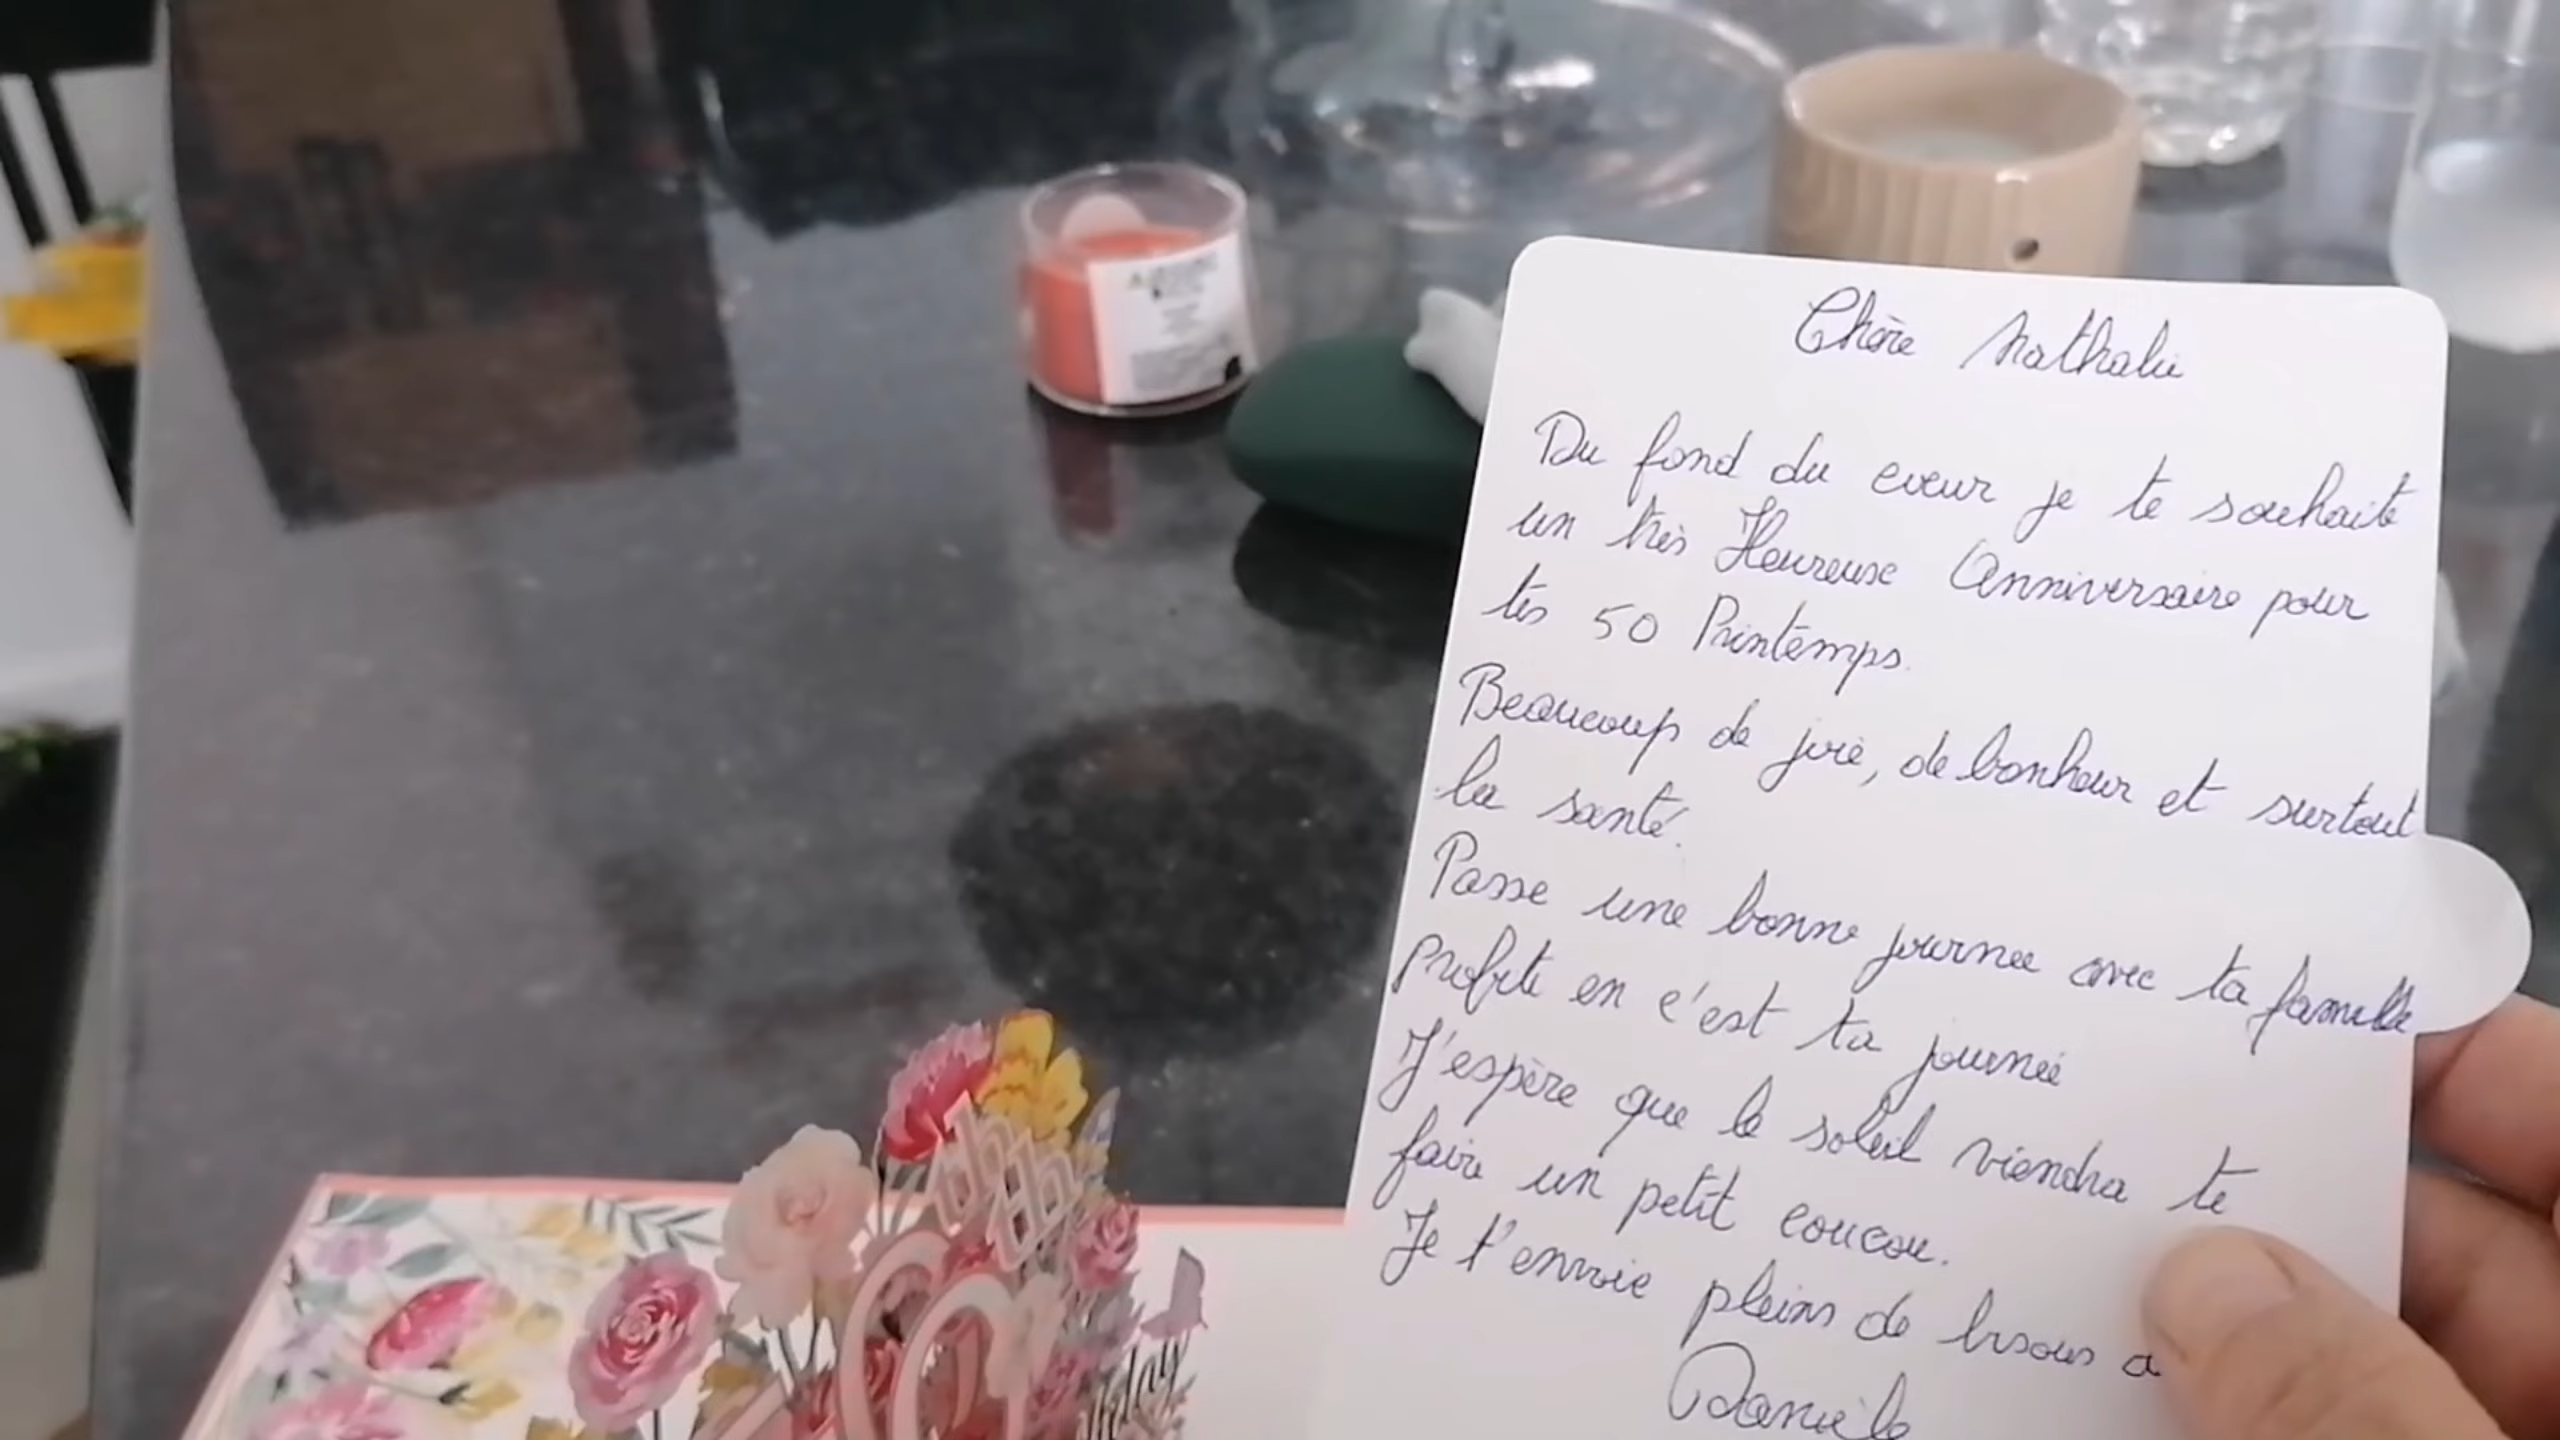 Chère Nathalie
Du fond du cœur je te souhaite
un très Heureuse Anniversaire pour
tes 50 Printemps.
Beaucoup de joie, de bonheur et surtout
la santé.
Passe une bonne journee avec ta famille
profite en c'est ta journée
J'espère que le soleil viendra te
faire un petit coucou.
Je t'envoie pleins de bisous
Danièle